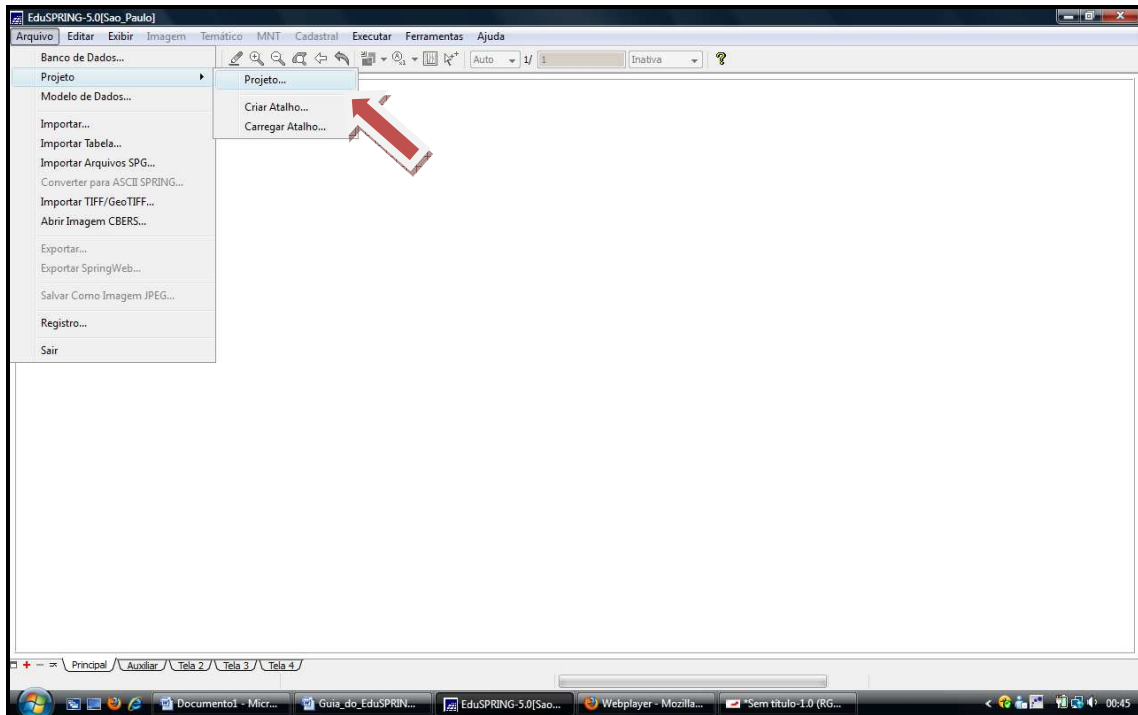 EduSPRING-5.0[Sao_Paulo]
Arquivo Editar Exibir Imagem Temático MNT Cadastral Executar Ferramentas Ajuda
Auto 1/ 1 Inativa
Banco de Dados...
Projeto
Modelo de Dados...
Importar...
Importar Tabela...
Importar Arquivos SPG...
Converter para ASCII SPRING...
Importar TIFF/GeoTIFF...
Abrir Imagem CBERS...
Exportar...
Exportar SpringWeb...
Salvar Como Imagem JPEG...
Registro...
Sair
Projeto...
Criar Atalho...
Carregar Atalho...
Principal Auxiliar Tela 2 Tela 3 Tela 4
Documento1 - Micr... Guia_do_EduSPRIN... EduSPRING-5.0[Sao... Webplayer - Mozilla... *Sem título-1.0 (RG... 00:45